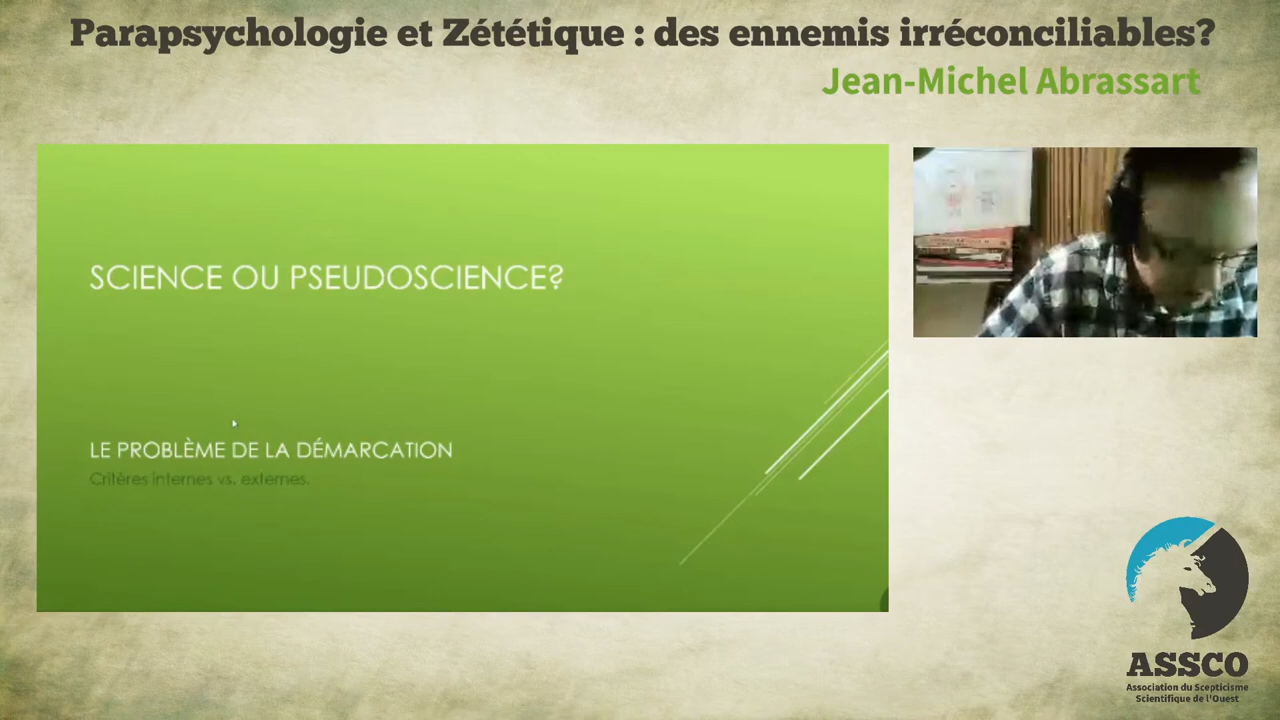 Parapsychologie et Zététique : des ennemis irréconciliables?
Jean-Michel Abrassart
SCIENCE OU PSEUDOSCIENCE?
LE PROBLÈME DE LA DÉMARCATION
Critères internes vs. externes.
ASSCO
Association du Scepticisme
Scientifique de l'Ouest